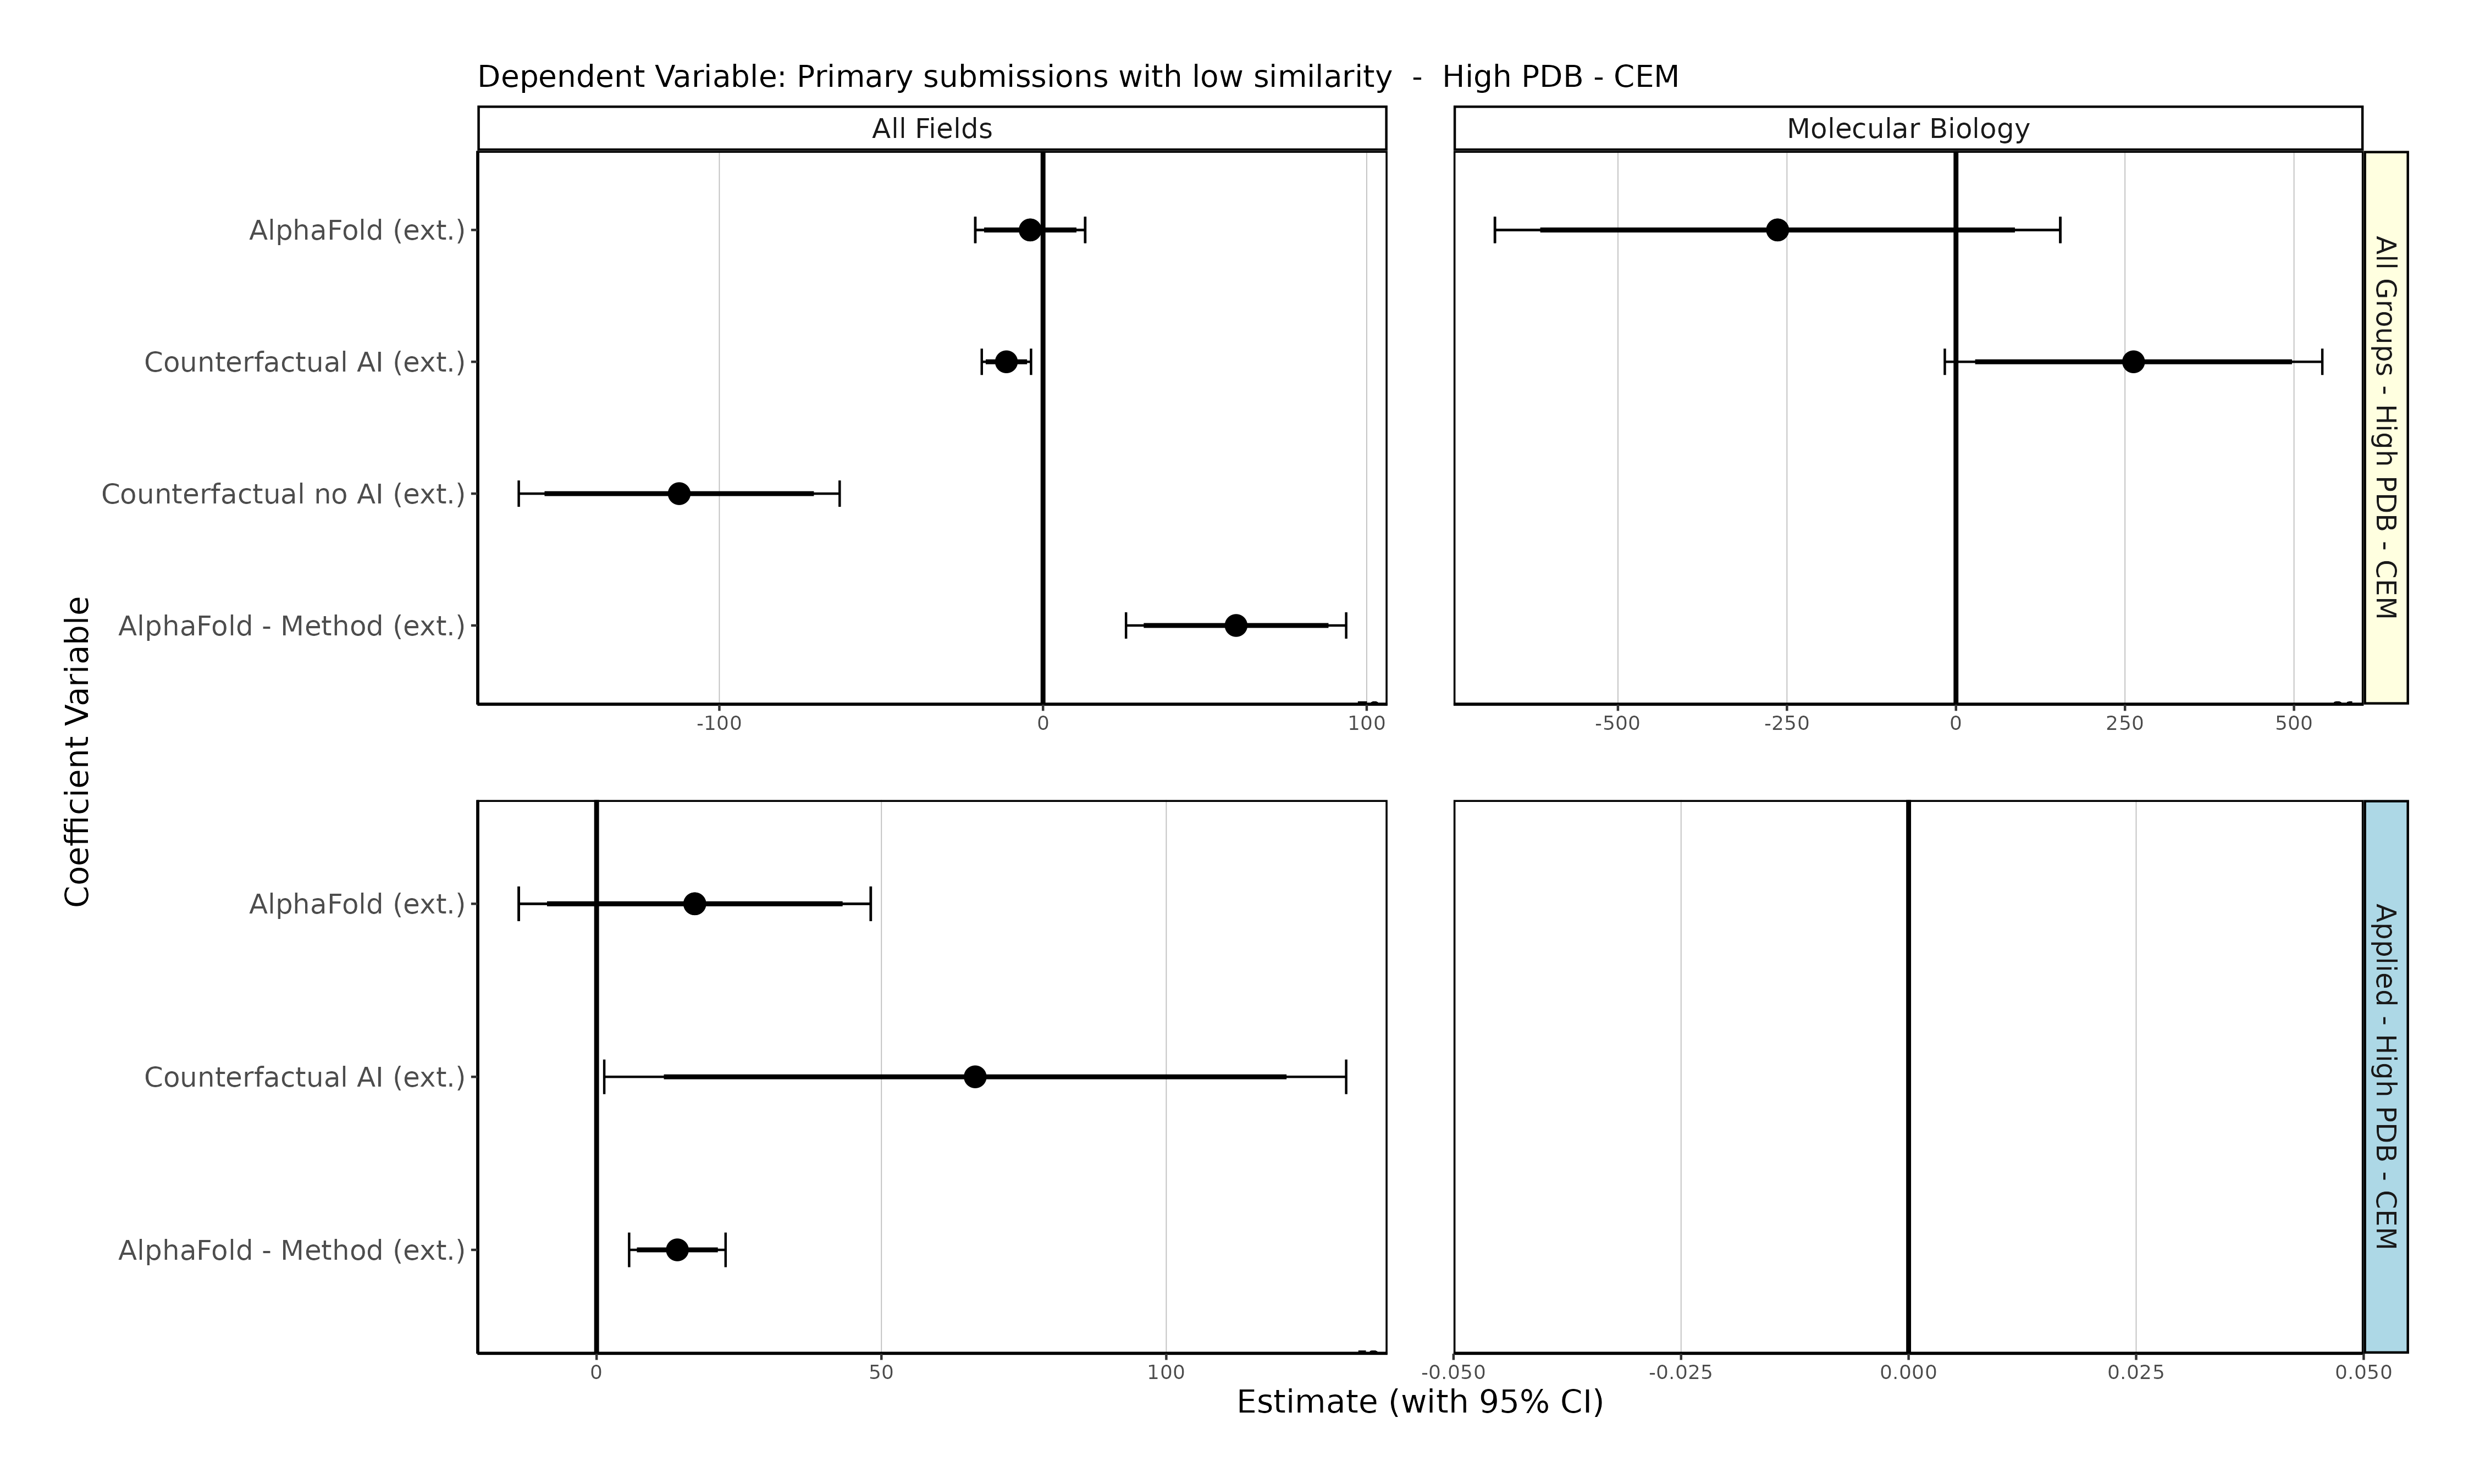 Dependent Variable: Primary submissions with low similarity - High PDB - CEM
All Fields
Molecular Biology
AlphaFold (ext.)
Counterfactual AI (ext.)
Counterfactual no AI (ext.)
AlphaFold - Method (ext.)
-100 0 100
-500 -250 0 250 500
All Groups - High PDB - CEM
Coefficient Variable
AlphaFold (ext.)
Counterfactual AI (ext.)
AlphaFold - Method (ext.)
0 50 100
-0.050 -0.025 0.000 0.025 0.050
Applied - High PDB - CEM
Estimate (with 95% CI)